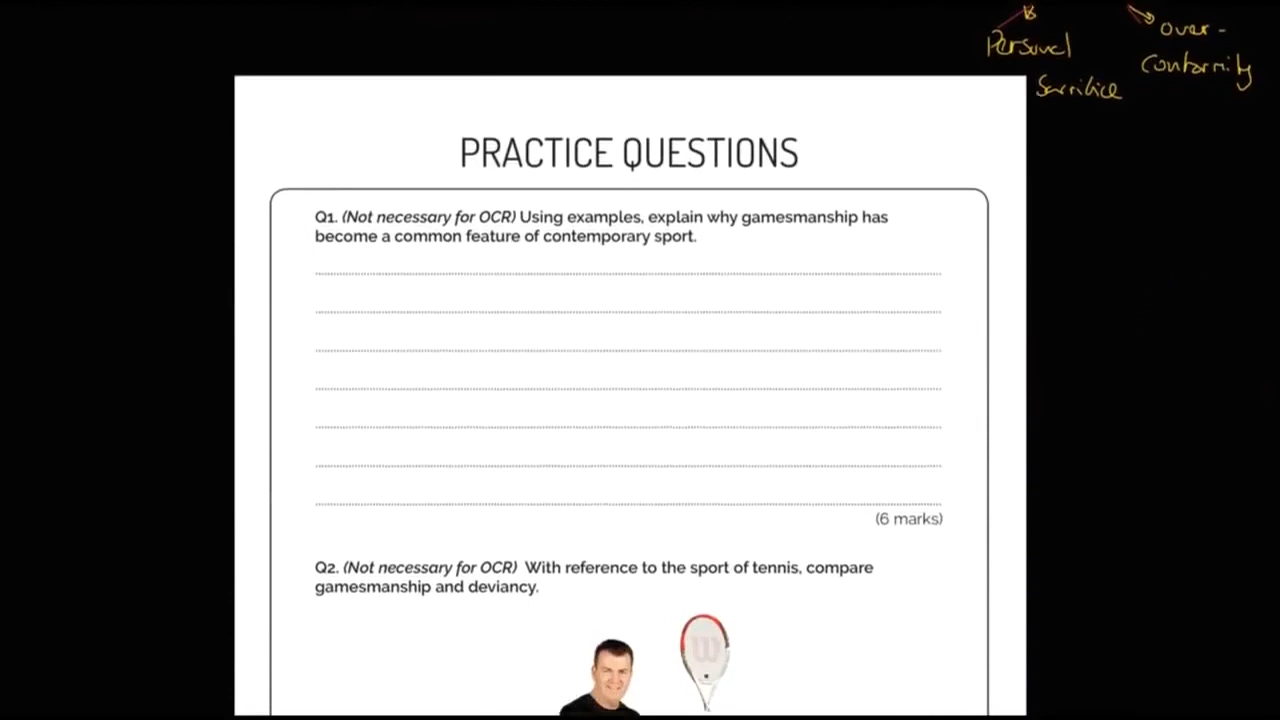 over-
Personel
conformity
Sacrifice
PRACTICE QUESTIONS
Q1. (Not necessary for OCR) Using examples, explain why gamesmanship has
become a common feature of contemporary sport.
(6 marks)
Q2. (Not necessary for OCR) With reference to the sport of tennis, compare
gamesmanship and deviancy.
W